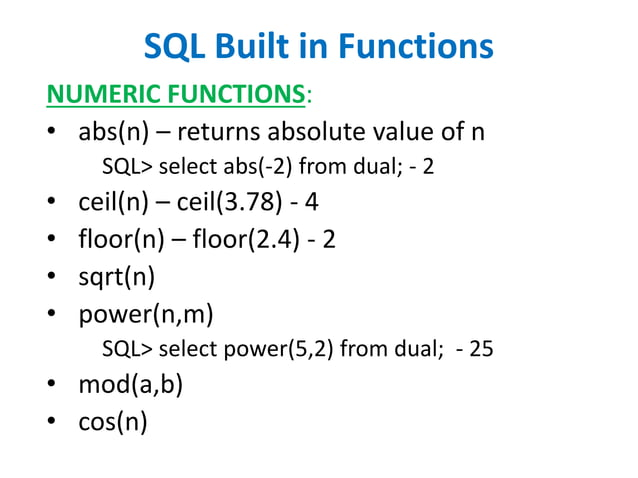 SQL Built in Functions
NUMERIC FUNCTIONS:
• abs(n) – returns absolute value of n
SQL> select abs(-2) from dual; - 2
• ceil(n) – ceil(3.78) - 4
• floor(n) – floor(2.4) - 2
• sqrt(n)
• power(n,m)
SQL> select power(5,2) from dual;  - 25
• mod(a,b)
• cos(n)